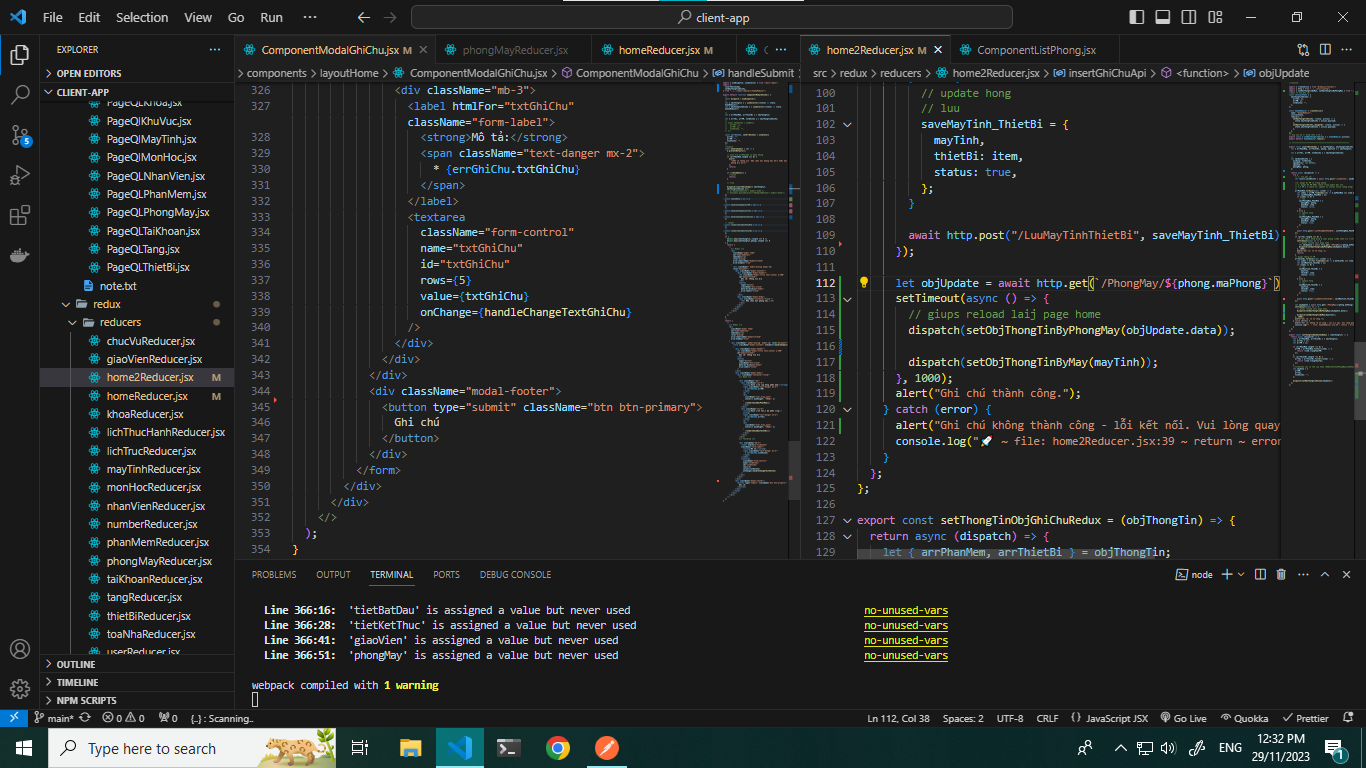 File Edit Selection View Go Run ··· client-app
EXPLORER ···
OPEN EDITORS
CLIENT-APP
PageQlKhoa.jsx
PageQlKhuVuc.jsx
PageQlMayTinh.jsx
PageQlMonHoc.jsx
PageQLNhanVien.jsx
PageQLPhanMem.jsx
PageQLPhongMay.jsx
PageQLTaiKhoan.jsx
PageQLTang.jsx
PageQLThietBi.jsx
note.txt
redux
reducers
chucVuReducer.jsx
giaoVienReducer.jsx
home2Reducer.jsx M
homeReducer.jsx M
khoaReducer.jsx
lichThucHanhReducer.jsx
lichTrucReducer.jsx
mayTinhReducer.jsx
monHocReducer.jsx
nhanVienReducer.jsx
numberReducer.jsx
phanMemReducer.jsx
phongMayReducer.jsx
taiKhoanReducer.jsx
tangReducer.jsx
thietBiReducer.jsx
toaNhaReducer.jsx
userReducer.jsx
OUTLINE
TIMELINE
NPM SCRIPTS
ComponentModalGhiChu.jsx M phongMayReducer.jsx homeReducer.jsx M ···
components > layoutHome > ComponentModalGhiChu.jsx > ComponentModalGhiChu > handleSubmit
326 <div className="mb-3">
327 <label htmlFor="txtGhiChu"
className="form-label">
328 <strong>Mô tả:</strong>
329 <span className="text-danger mx-2">
330 * {errGhiChu.txtGhiChu}
331 </span>
332 </label>
333 <textarea
334 className="form-control"
335 name="txtGhiChu"
336 id="txtGhiChu"
337 rows={5}
338 value={txtGhiChu}
339 onChange={handleChangeTextGhiChu}
340 />
341 </div>
342 </div>
343 </div>
344 <div className="modal-footer">
345 <button type="submit" className="btn btn-primary">
346 Ghi chú
347 </button>
348 </div>
349 </form>
350 </div>
351 </div>
352 </>
353 );
354 }
home2Reducer.jsx M ComponentListPhong.jsx ···
src > redux > reducers > home2Reducer.jsx > insertGhiChuApi > <function> > objUpdate
100 // update hong
101 // luu
102 saveMayTinh_ThietBi = {
103 mayTinh,
104 thietBi: item,
105 status: true,
106 };
107 }
108
109 await http.post("/LuuMayTinhThietBi", saveMayTinh_ThietBi)
110 });
111
112 let objUpdate = await http.get(`/PhongMay/${phong.maPhong}`)
113 setTimeout(async () => {
114 // giups reload laij page home
115 dispatch(setObjThongTinByPhongMay(objUpdate.data));
116
117 dispatch(setObjThongTinByMay(mayTinh));
118 }, 1000);
119 alert("Ghi chú thành công.");
120 } catch (error) {
121 alert("Ghi chú không thành công - lỗi kết nối. Vui lòng quay
122 console.log("🚀 ~ file: home2Reducer.jsx:39 ~ return ~ error
123 }
124 };
125 };
126
127 export const setThongTinObjGhiChuRedux = (objThongTin) => {
128 return async (dispatch) => {
129 let { arrPhanMem, arrThietBi } = objThongTin;
PROBLEMS OUTPUT TERMINAL PORTS DEBUG CONSOLE node ···
Line 366:16: 'tietBatDau' is assigned a value but never used no-unused-vars
Line 366:28: 'tietKetThuc' is assigned a value but never used no-unused-vars
Line 366:41: 'giaoVien' is assigned a value but never used no-unused-vars
Line 366:51: 'phongMay' is assigned a value but never used no-unused-vars
webpack compiled with 1 warning
main* 0 0 0 {..} : Scanning.. Ln 112, Col 38 Spaces: 2 UTF-8 CRLF JavaScript JSX Go Live Quokka Prettier
Type here to search ENG 12:32 PM
29/11/2023